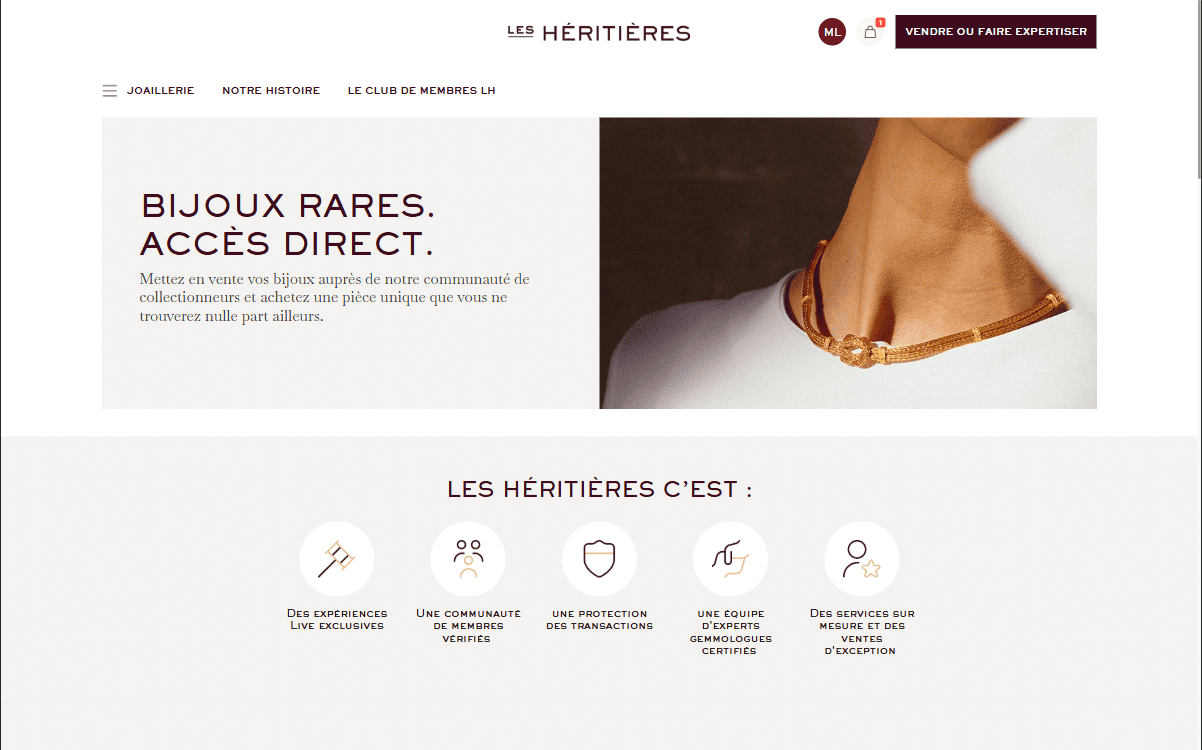 LES HÉRITIÈRES
ML
1
VENDRE OU FAIRE EXPERTISER
JOAILLERIE
NOTRE HISTOIRE
LE CLUB DE MEMBRES LH
BIJOUX RARES.
ACCÈS DIRECT.
Mettez en vente vos bijoux auprès de notre communauté de
collectionneurs et achetez une pièce unique que vous ne
trouverez nulle part ailleurs.
LES HÉRITIÈRES C’EST :
Des expériences
Live exclusives
Une communauté
de membres
vérifiés
une protection
des transactions
une équipe
d'experts
gemmologues
certifiés
Des services sur
mesure et des
ventes
d'exception